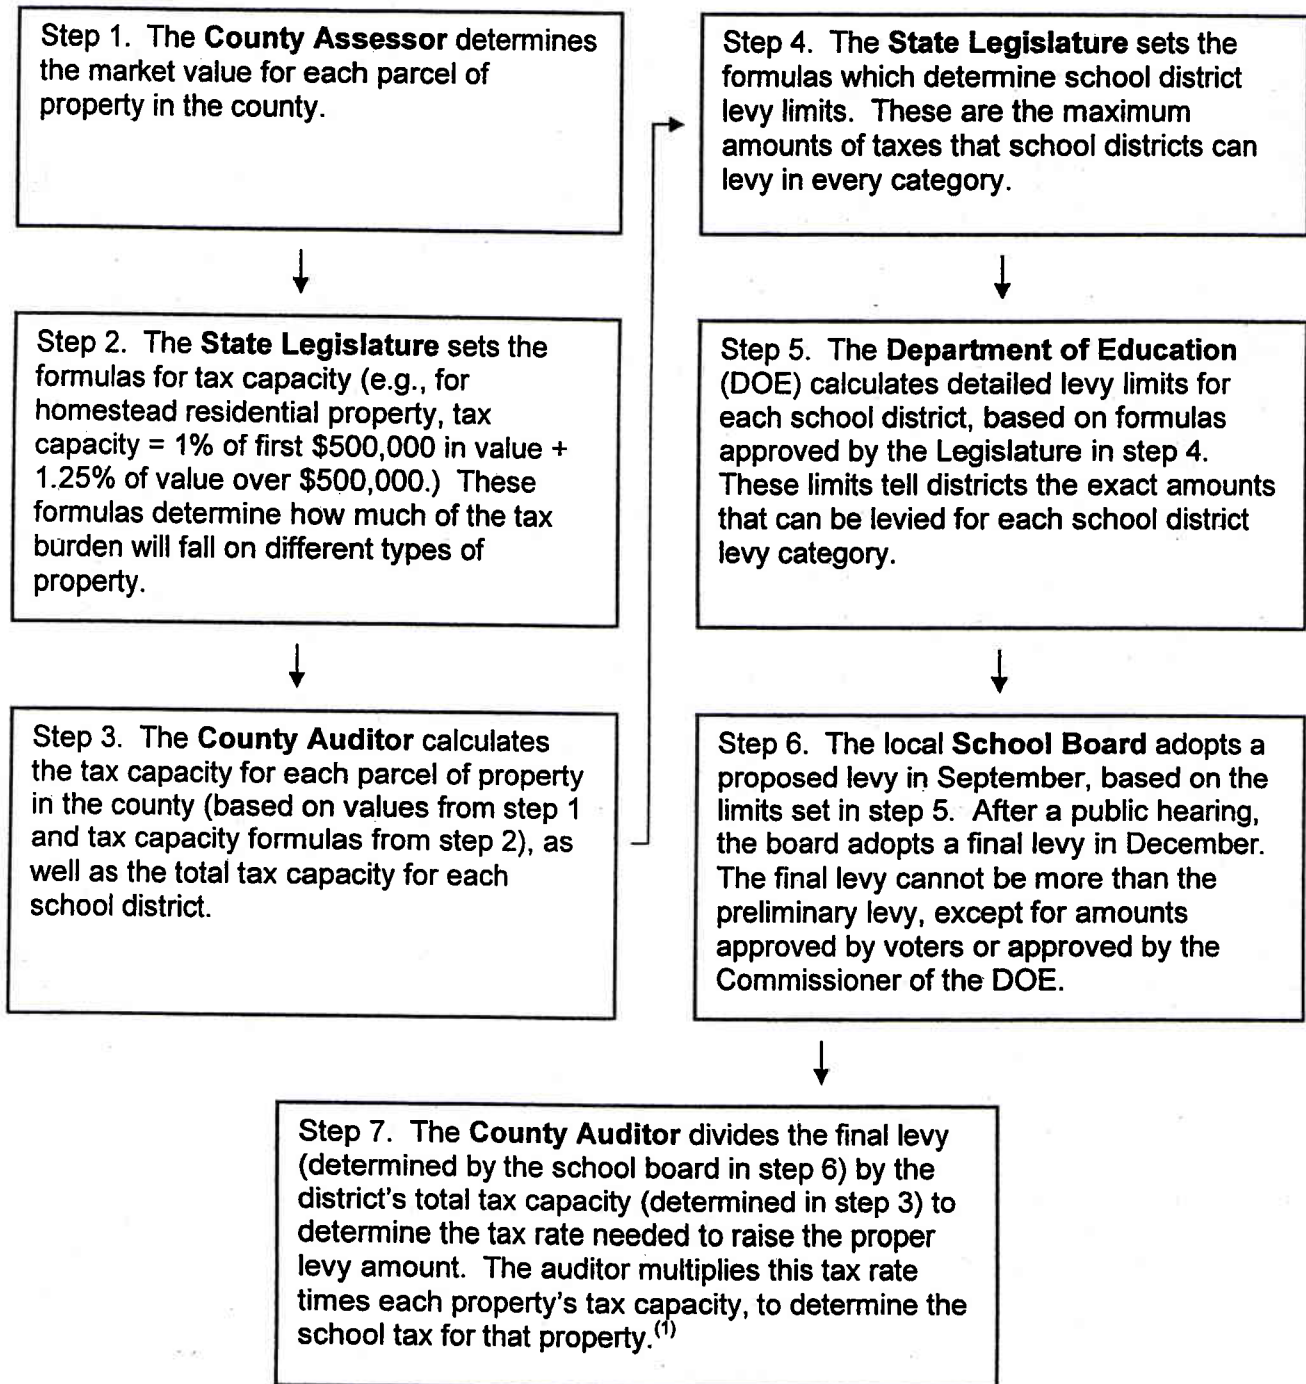 Step 1.  The County Assessor determines
the market value for each parcel of
property in the county.
Step 2.  The State Legislature sets the
formulas for tax capacity (e.g., for
homestead residential property, tax
capacity = 1% of first $500,000 in value +
1.25% of value over $500,000.)  These
formulas determine how much of the tax
burden will fall on different types of
property.
Step 3.  The County Auditor calculates
the tax capacity for each parcel of property
in the county (based on values from step 1
and tax capacity formulas from step 2), as
well as the total tax capacity for each
school district.
Step 4.  The State Legislature sets the
formulas which determine school district
levy limits.  These are the maximum
amounts of taxes that school districts can
levy in every category.
Step 5.  The Department of Education
(DOE) calculates detailed levy limits for
each school district, based on formulas
approved by the Legislature in step 4.
These limits tell districts the exact amounts
that can be levied for each school district
levy category.
Step 6.  The local School Board adopts a
proposed levy in September, based on the
limits set in step 5.  After a public hearing,
the board adopts a final levy in December.
The final levy cannot be more than the
preliminary levy, except for amounts
approved by voters or approved by the
Commissioner of the DOE.
Step 7.  The County Auditor divides the final levy
(determined by the school board in step 6) by the
district's total tax capacity (determined in step 3) to
determine the tax rate needed to raise the proper
levy amount.  The auditor multiplies this tax rate
times each property's tax capacity, to determine the
school tax for that property.(1)